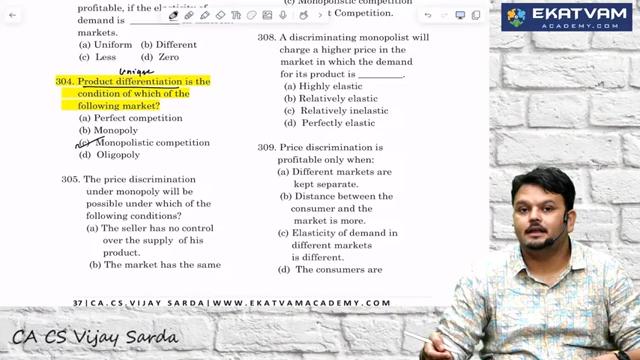 profitable, if the elasticity of
demand is
markets.
(a) Uniform (b) Different
(c) Less (d) Zero
unique
304. Product differentiation is the
condition of which of the
following market?
(a) Perfect competition
(b) Monopoly
(c) Monopolistic competition
(d) Oligopoly
305. The price discrimination
under monopoly will be
possible under which of the
following conditions?
(a) The seller has no control
over the supply of his
product.
(b) The market has the same
(c) Monopolistic competition
Competition.
308. A discriminating monopolist will
charge a higher price in the
market in which the demand
for its product is ________.
(a) Highly elastic
(b) Relatively elastic
(c) Relatively inelastic
(d) Perfectly elastic
309. Price discrimination is
profitable only when:
(a) Different markets are
kept separate.
(b) Distance between the
consumer and the
market is more.
(c) Elasticity of demand in
different markets
is different.
(d) The consumers are
37 | CA.CS VIJAY SARDA | WWW.EKATVAMACADEMY.COM
EKATVAM
ACADEMY.COM
CA CS Vijay Sarda